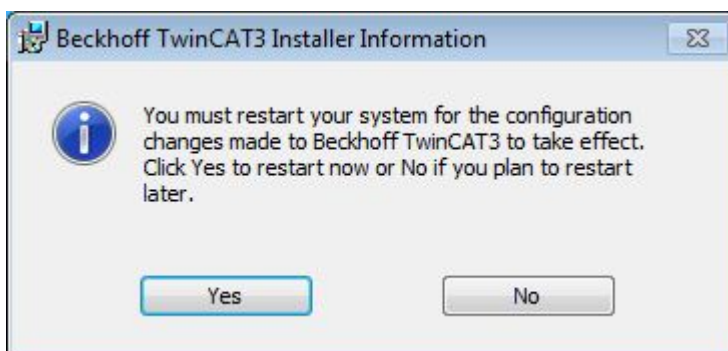 Beckhoff TwinCAT3 Installer Information
You must restart your system for the configuration
changes made to Beckhoff TwinCAT3 to take effect.
Click Yes to restart now or No if you plan to restart
later.
Yes
No